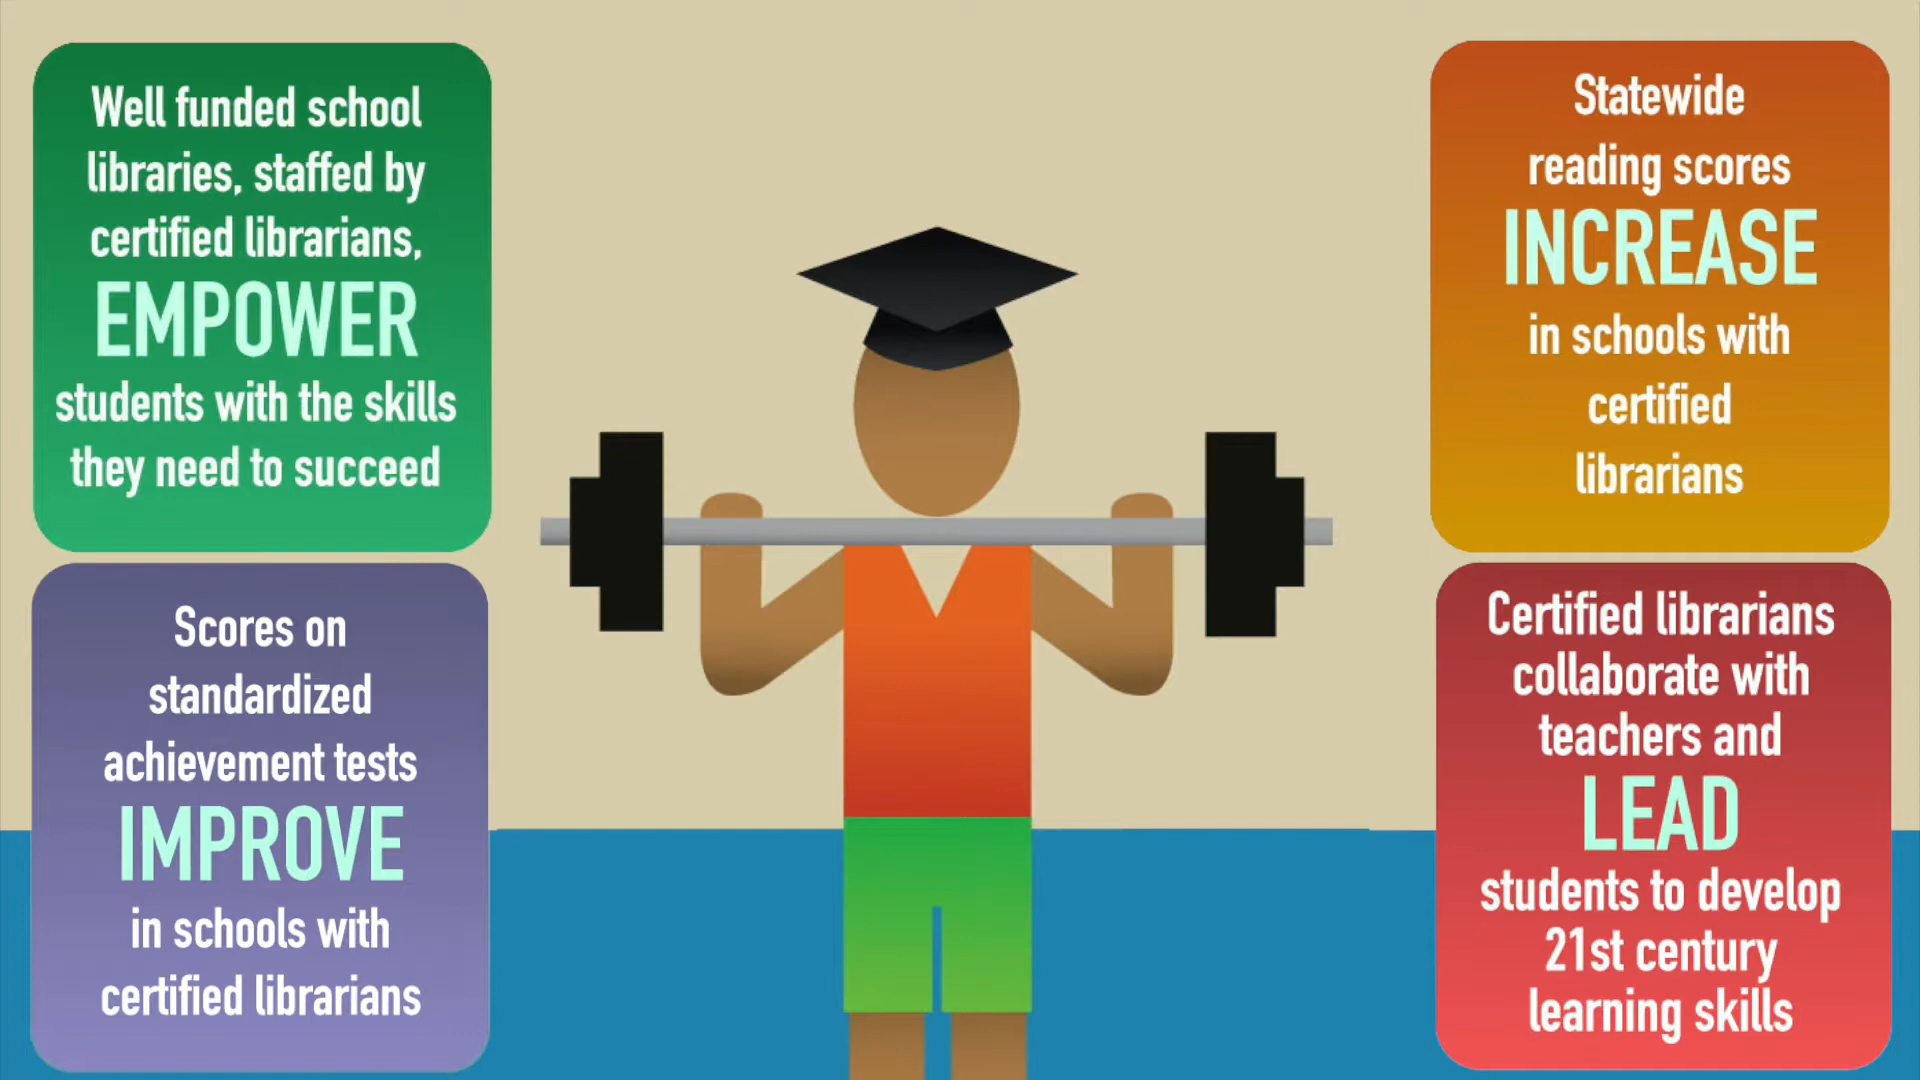 Well funded school
libraries, staffed by
certified librarians,
EMPOWER
students with the skills
they need to succeed
Statewide
reading scores
INCREASE
in schools with
certified
librarians
Scores on
standardized
achievement tests
IMPROVE
in schools with
certified librarians
Certified librarians
collaborate with
teachers and
LEAD
students to develop
21st century
learning skills